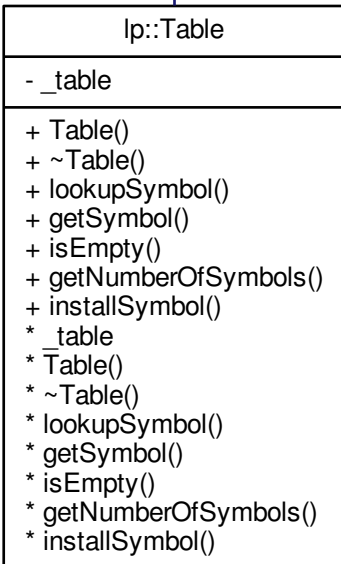 lp::Table
- _table
+ Table()
+ ~Table()
+ lookupSymbol()
+ getSymbol()
+ isEmpty()
+ getNumberOfSymbols()
+ installSymbol()
* _table
* Table()
* ~Table()
* lookupSymbol()
* getSymbol()
* isEmpty()
* getNumberOfSymbols()
* installSymbol()